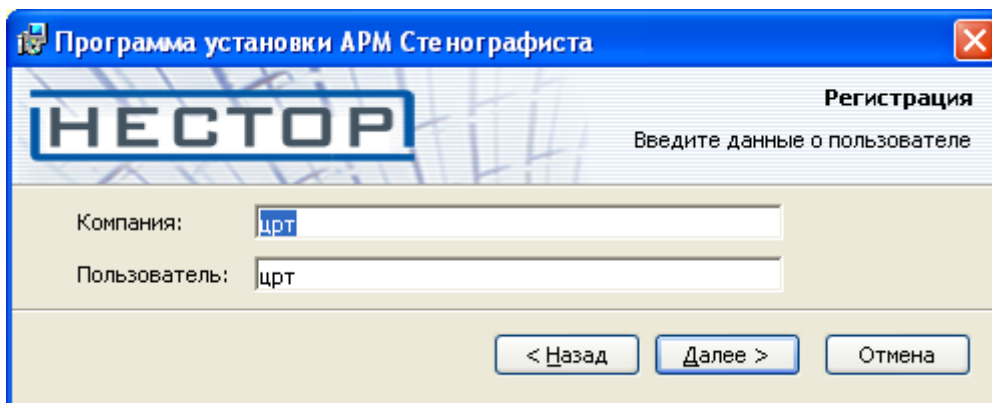 Программа установки АРМ Стенографиста
НЕСТОР
Регистрация
Введите данные о пользователе
Компания:
црт
Пользователь:
црт
< Назад
Далее >
Отмена